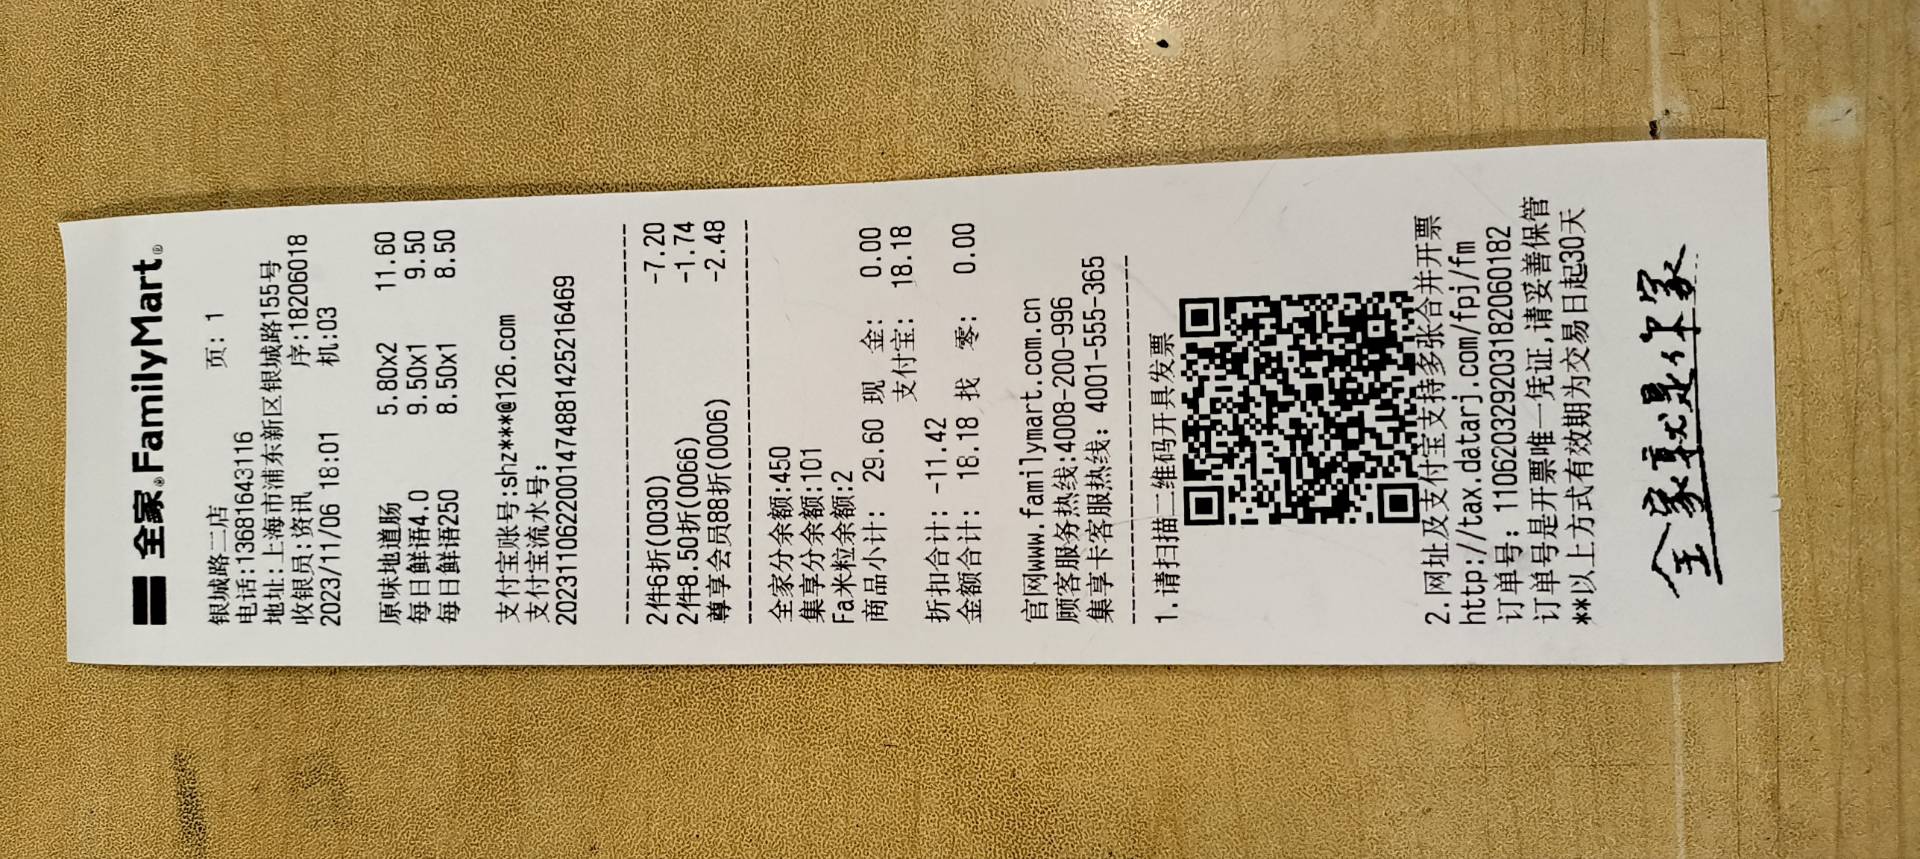 全家®FamilyMart®
银城路二店 页: 1
电话:13681643116
地址:上海市浦东新区银城路155号
收银员:资讯 序:18206018
2023/11/06 18:01 机:03
原味地道肠 5.80x2 11.60
每日鲜语4.0 9.50x1 9.50
每日鲜语250 8.50x1 8.50
支付宝账号:shz****@126.com
支付宝流水号:
2023110622001474881425216469
2件6折(0030) -7.20
2件8.50折(0066) -1.74
尊享会员88折(0006) -2.48
全家分余额:450
集享分余额:101
Fa米粒余额:2
商品小计: 29.60 现 金: 0.00
支付宝: 18.18
折扣合计: -11.42
金额合计: 18.18 找 零: 0.00
官网www.familymart.com.cn
顾客服务热线:4008-200-996
集享卡客服热线: 4001-555-365
1.请扫描二维码开具发票
2.网址及支付宝支持多张合并开票
http://tax.datarj.com/fpj/fm
订单号: 11062032920318206018​2
订单号是开票唯一凭证,请妥善保管
**以上方式有效期为交易日起30天
全家就是你家